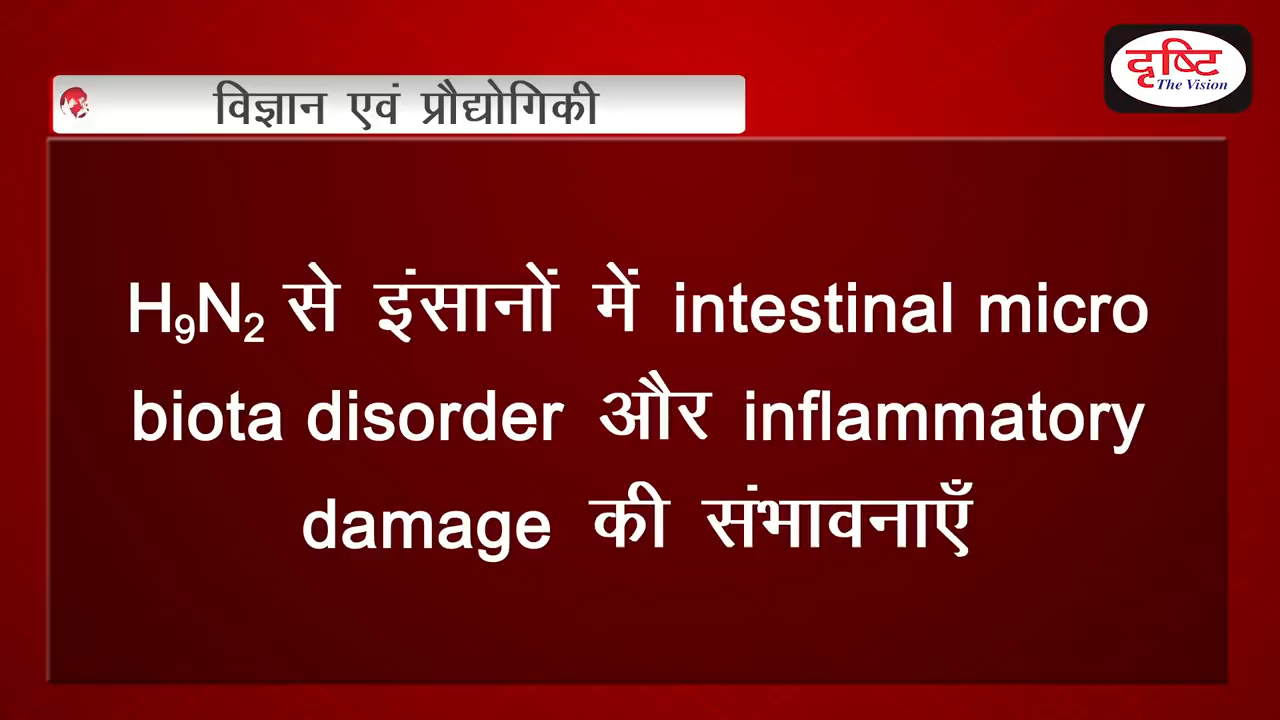 दृष्टि
The Vision
विज्ञान एवं प्रौद्योगिकी
H₉N₂ से इंसानों में intestinal micro
biota disorder और inflammatory
damage की संभावनाएँ